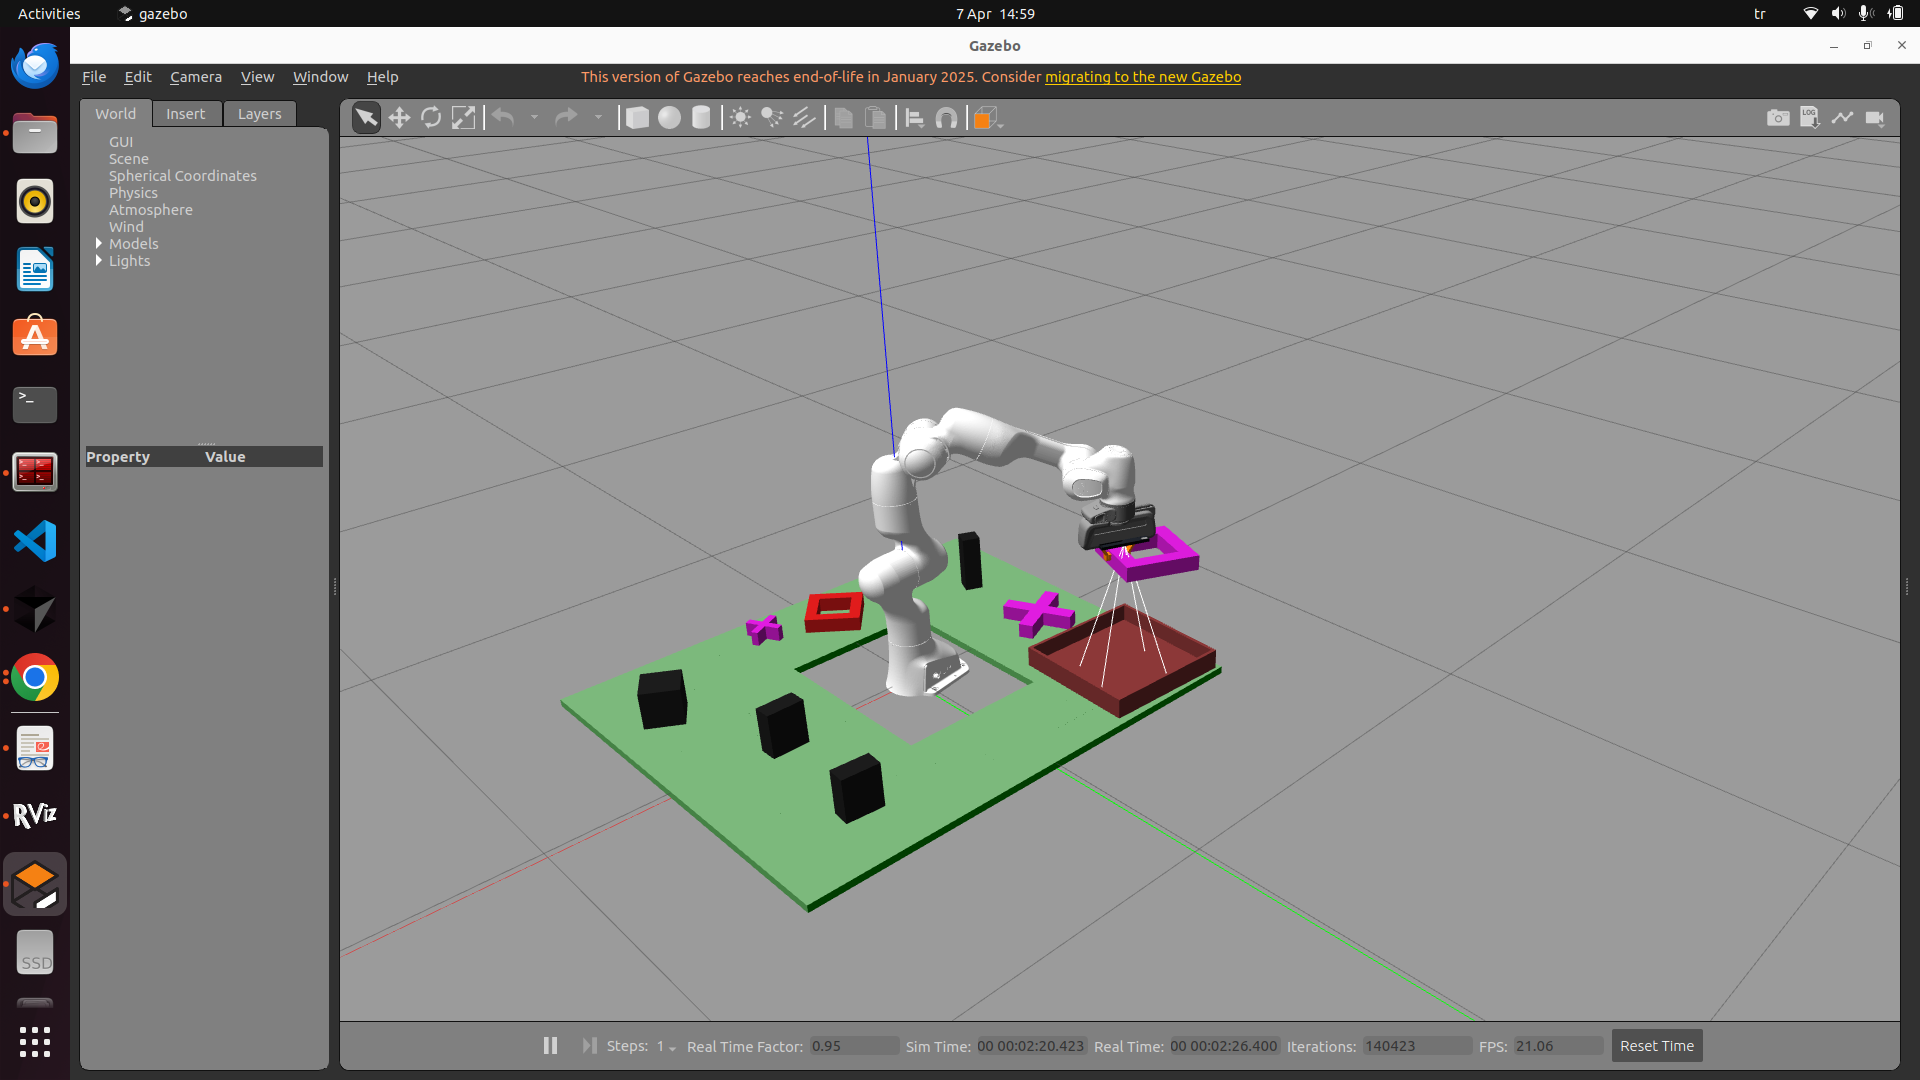 Activities gazebo 7 Apr 14:59 tr
Gazebo
File Edit Camera View Window Help This version of Gazebo reaches end-of-life in January 2025. Consider migrating to the new Gazebo
World Insert Layers
LOG
GUI
Scene
Spherical Coordinates
Physics
Atmosphere
Wind
Models
Lights
>_
Property Value
RViz
SSD
Steps: 1 Real Time Factor: 0.95 Sim Time: 00 00:02:20.423 Real Time: 00 00:02:26.400 Iterations: 140423 FPS: 21.06 Reset Time